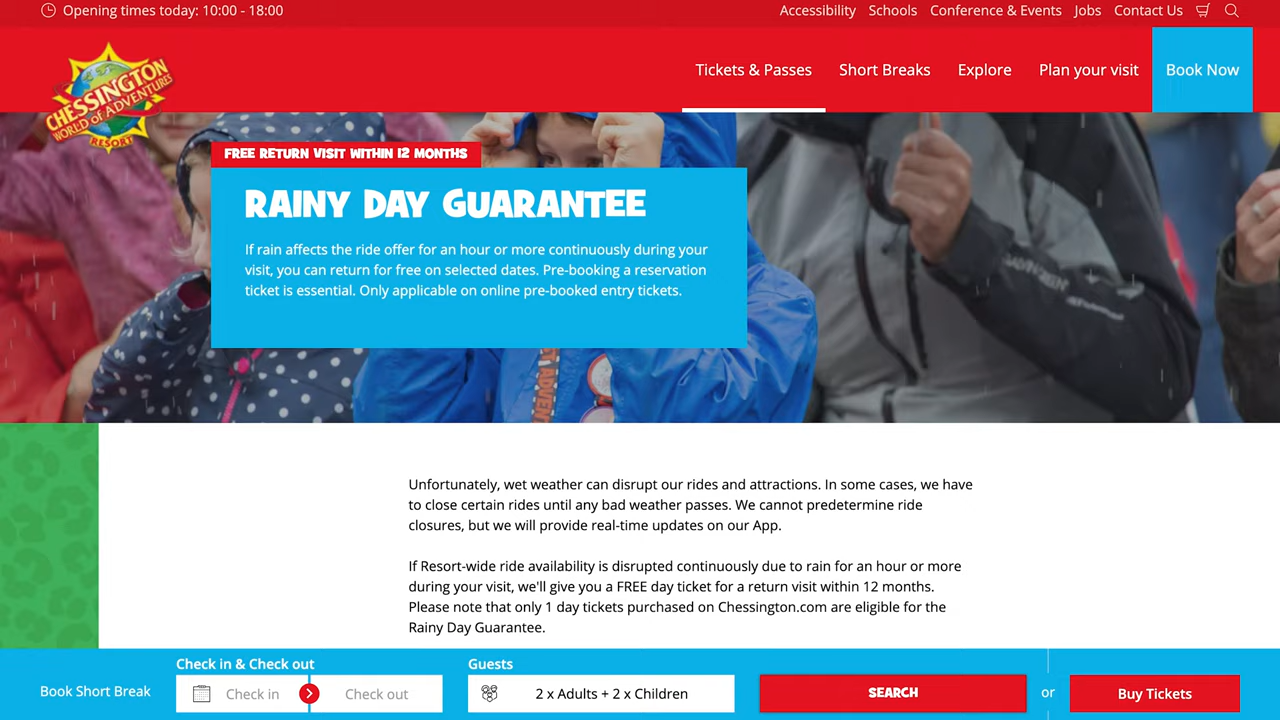 Opening times today: 10:00 - 18:00
Accessibility Schools Conference & Events Jobs Contact Us
CHESSINGTON
WORLD OF ADVENTURES
RESORT
Tickets & Passes Short Breaks Explore Plan your visit Book Now
FREE RETURN VISIT WITHIN 12 MONTHS
RAINY DAY GUARANTEE
If rain affects the ride offer for an hour or more continuously during your
visit, you can return for free on selected dates. Pre-booking a reservation
ticket is essential. Only applicable on online pre-booked entry tickets.
Unfortunately, wet weather can disrupt our rides and attractions. In some cases, we have
to close certain rides until any bad weather passes. We cannot predetermine ride
closures, but we will provide real-time updates on our App.
If Resort-wide ride availability is disrupted continuously due to rain for an hour or more
during your visit, we'll give you a FREE day ticket for a return visit within 12 months.
Please note that only 1 day tickets purchased on Chessington.com are eligible for the
Rainy Day Guarantee.
Check in & Check out Guests
Book Short Break Check in Check out 2 x Adults + 2 x Children SEARCH or Buy Tickets